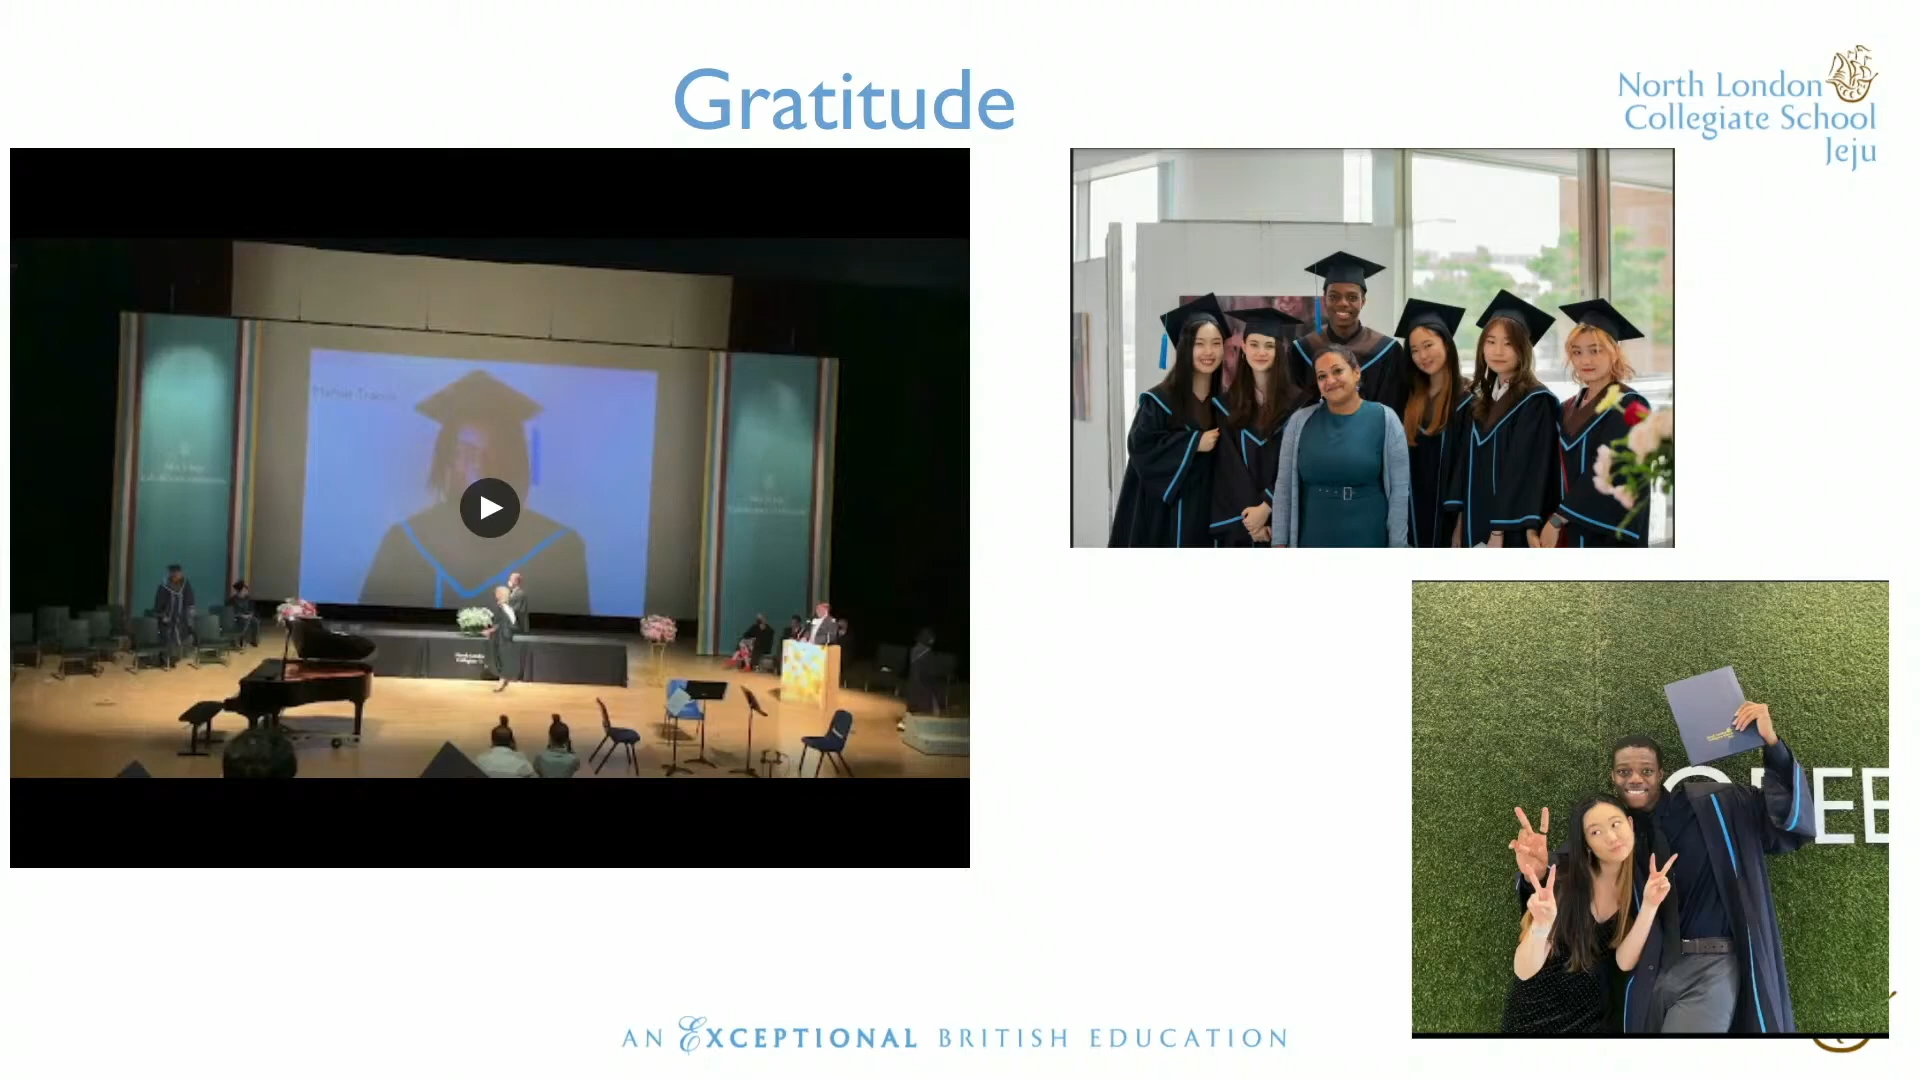 Gratitude
North London
Collegiate School
Jeju
AN EXCEPTIONAL BRITISH EDUCATION